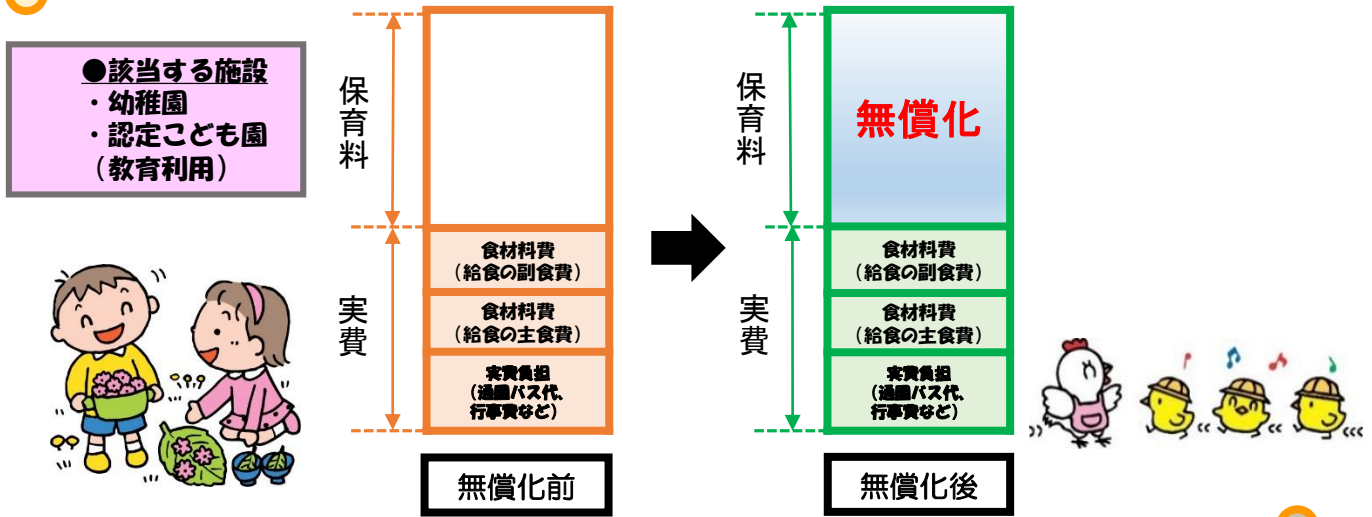 ●該当する施設
・幼稚園
・認定こども園
（教育利用）
保育料
実費
食材料費
（給食の副食費）
食材料費
（給食の主食費）
実費負担
（通園バス代、
行事費など）
無償化前
保育料
実費
無償化
食材料費
（給食の副食費）
食材料費
（給食の主食費）
実費負担
（通園バス代、
行事費など）
無償化後